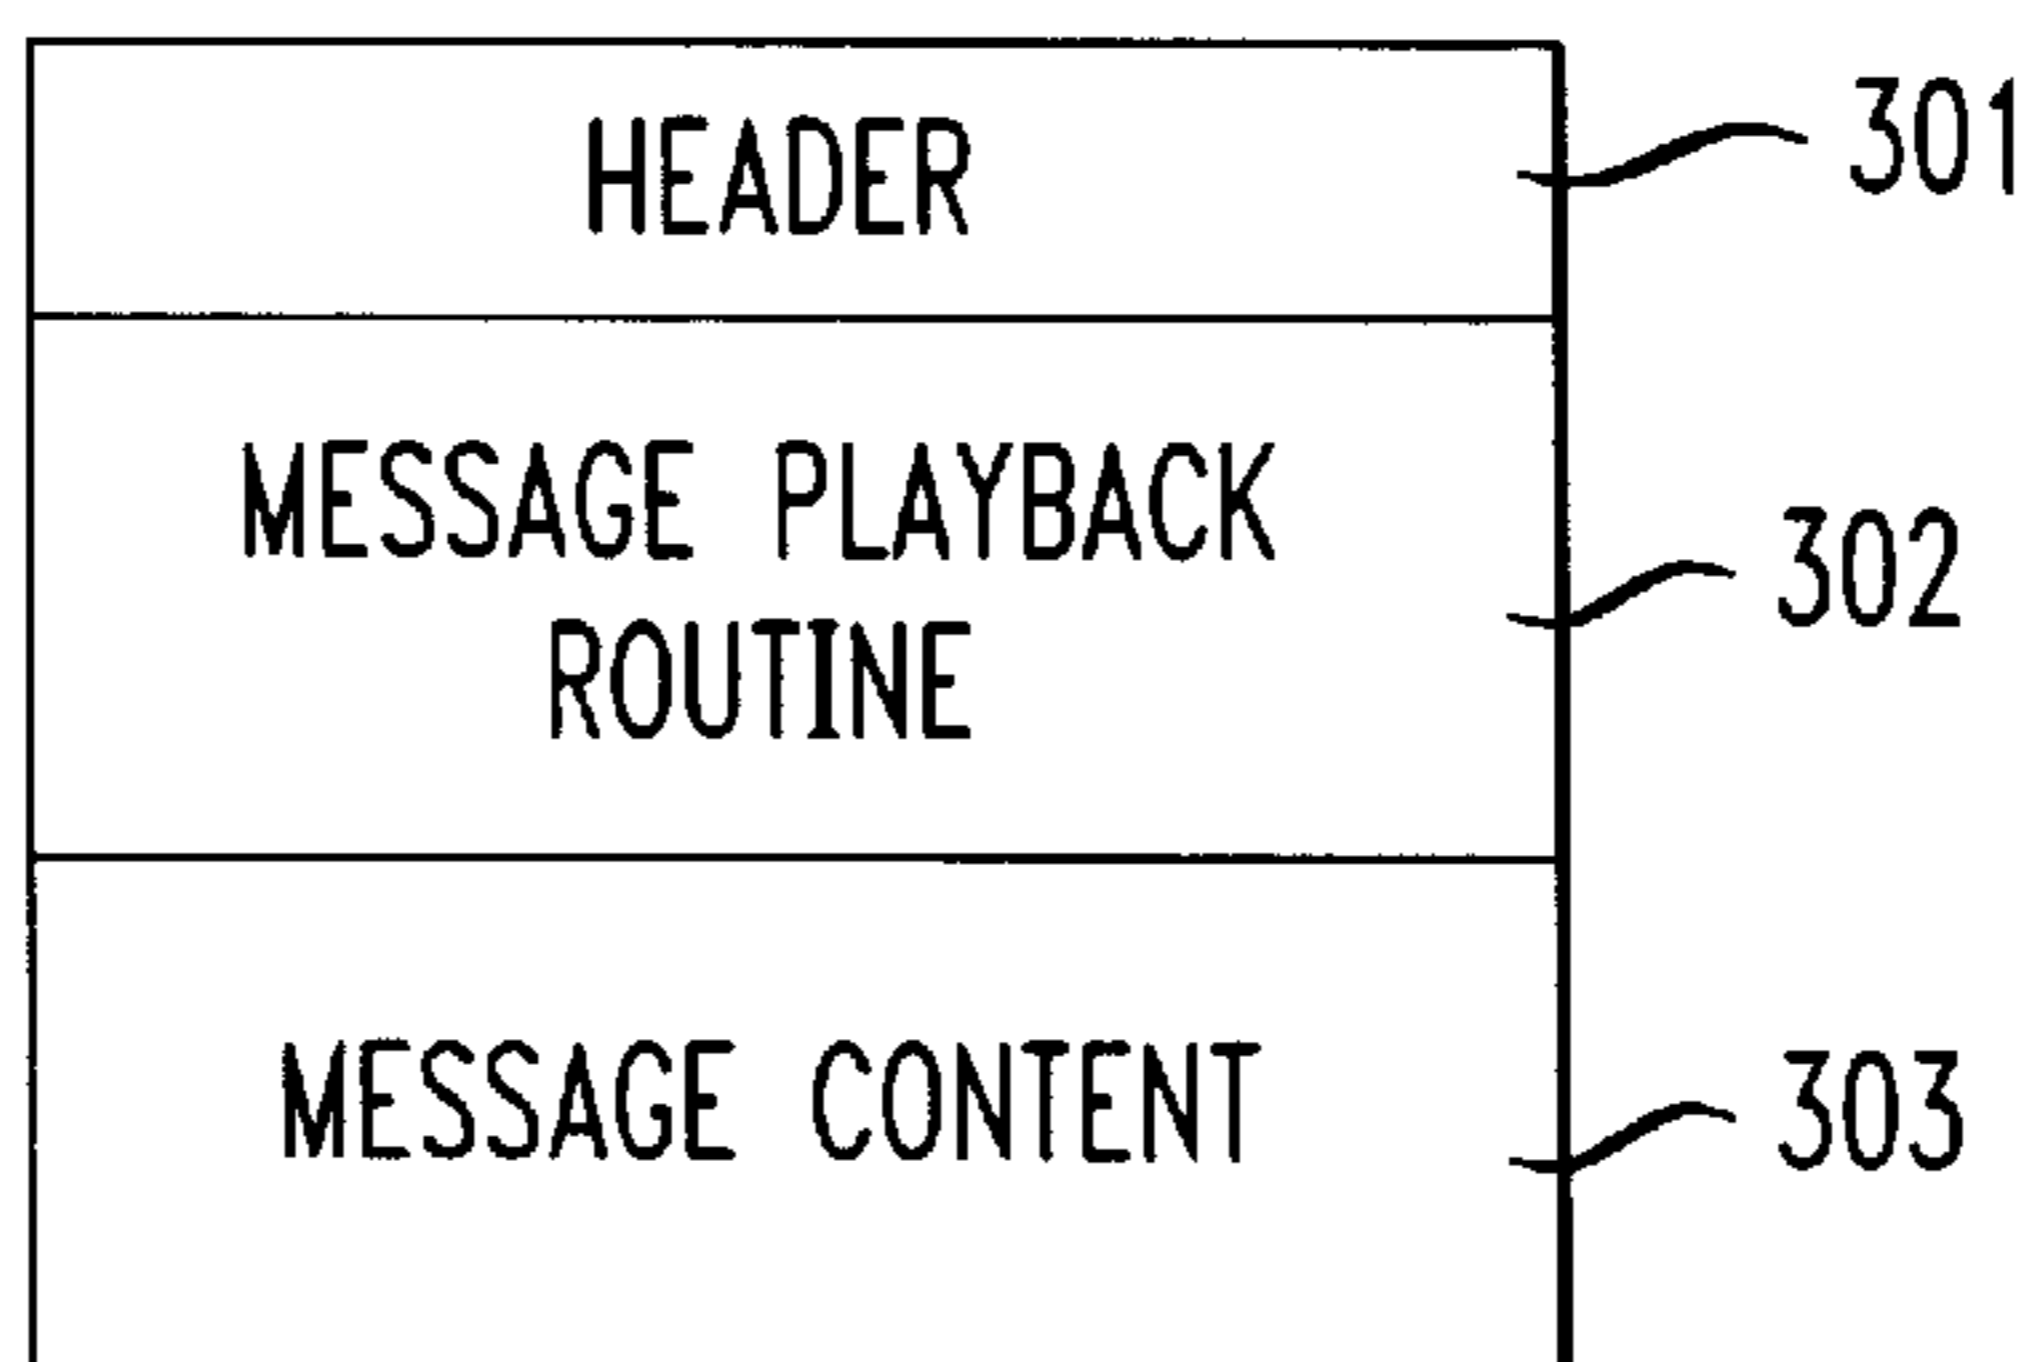 HEADER
301
MESSAGE PLAYBACK
302
ROUTINE
MESSAGE CONTENT
303